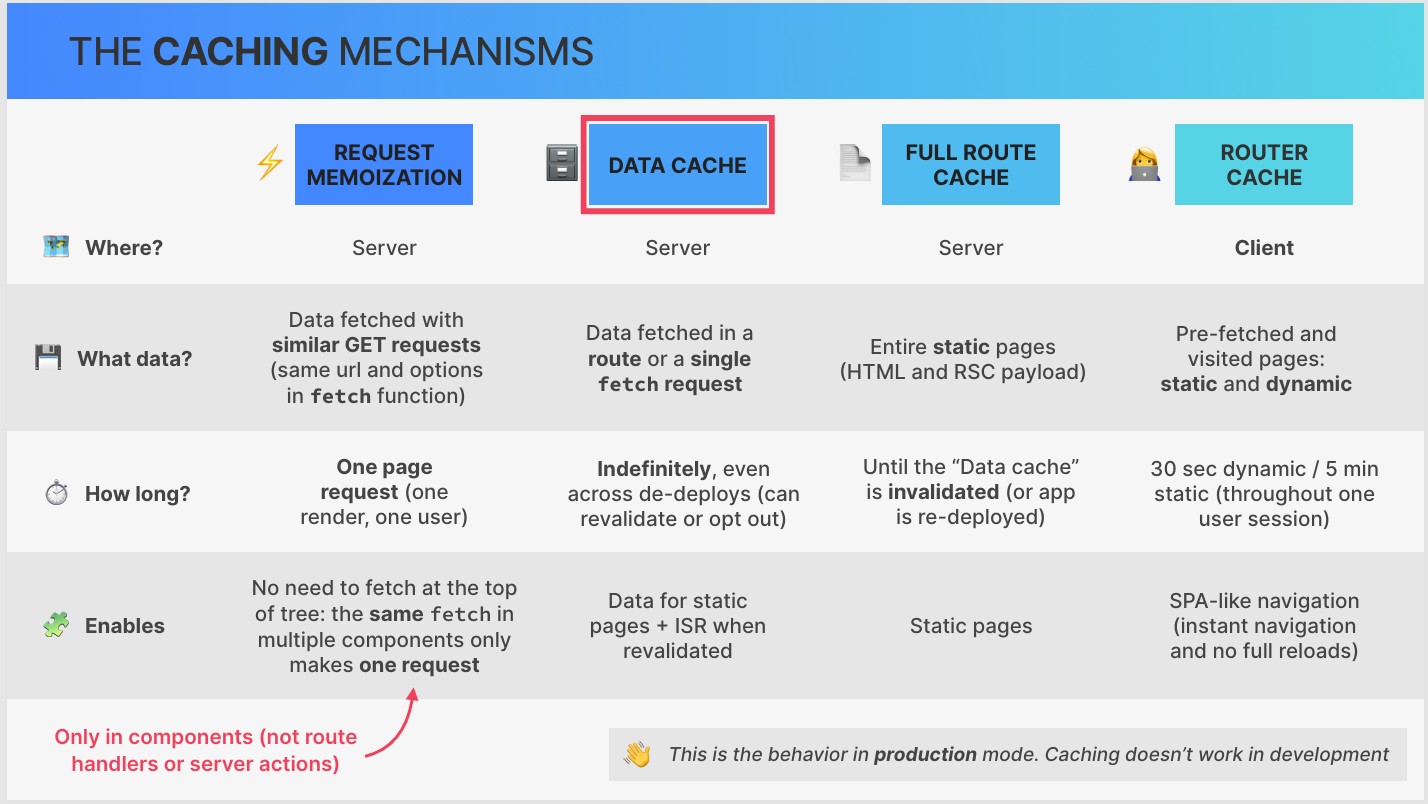 THE CACHING MECHANISMS
REQUEST
MEMOIZATION
DATA CACHE
FULL ROUTE
CACHE
ROUTER
CACHE
Where?
Server
Server
Server
Client
What data?
Data fetched with
similar GET requests
(same url and options
in fetch function)
Data fetched in a
route or a single
fetch request
Entire static pages
(HTML and RSC payload)
Pre-fetched and
visited pages:
static and dynamic
How long?
One page
request (one
render, one user)
Indefinitely, even
across de-deploys (can
revalidate or opt out)
Until the “Data cache”
is invalidated (or app
is re-deployed)
30 sec dynamic / 5 min
static (throughout one
user session)
Enables
No need to fetch at the top
of tree: the same fetch in
multiple components only
makes one request
Data for static
pages + ISR when
revalidated
Static pages
SPA-like navigation
(instant navigation
and no full reloads)
Only in components (not route
handlers or server actions)
This is the behavior in production mode. Caching doesn’t work in development